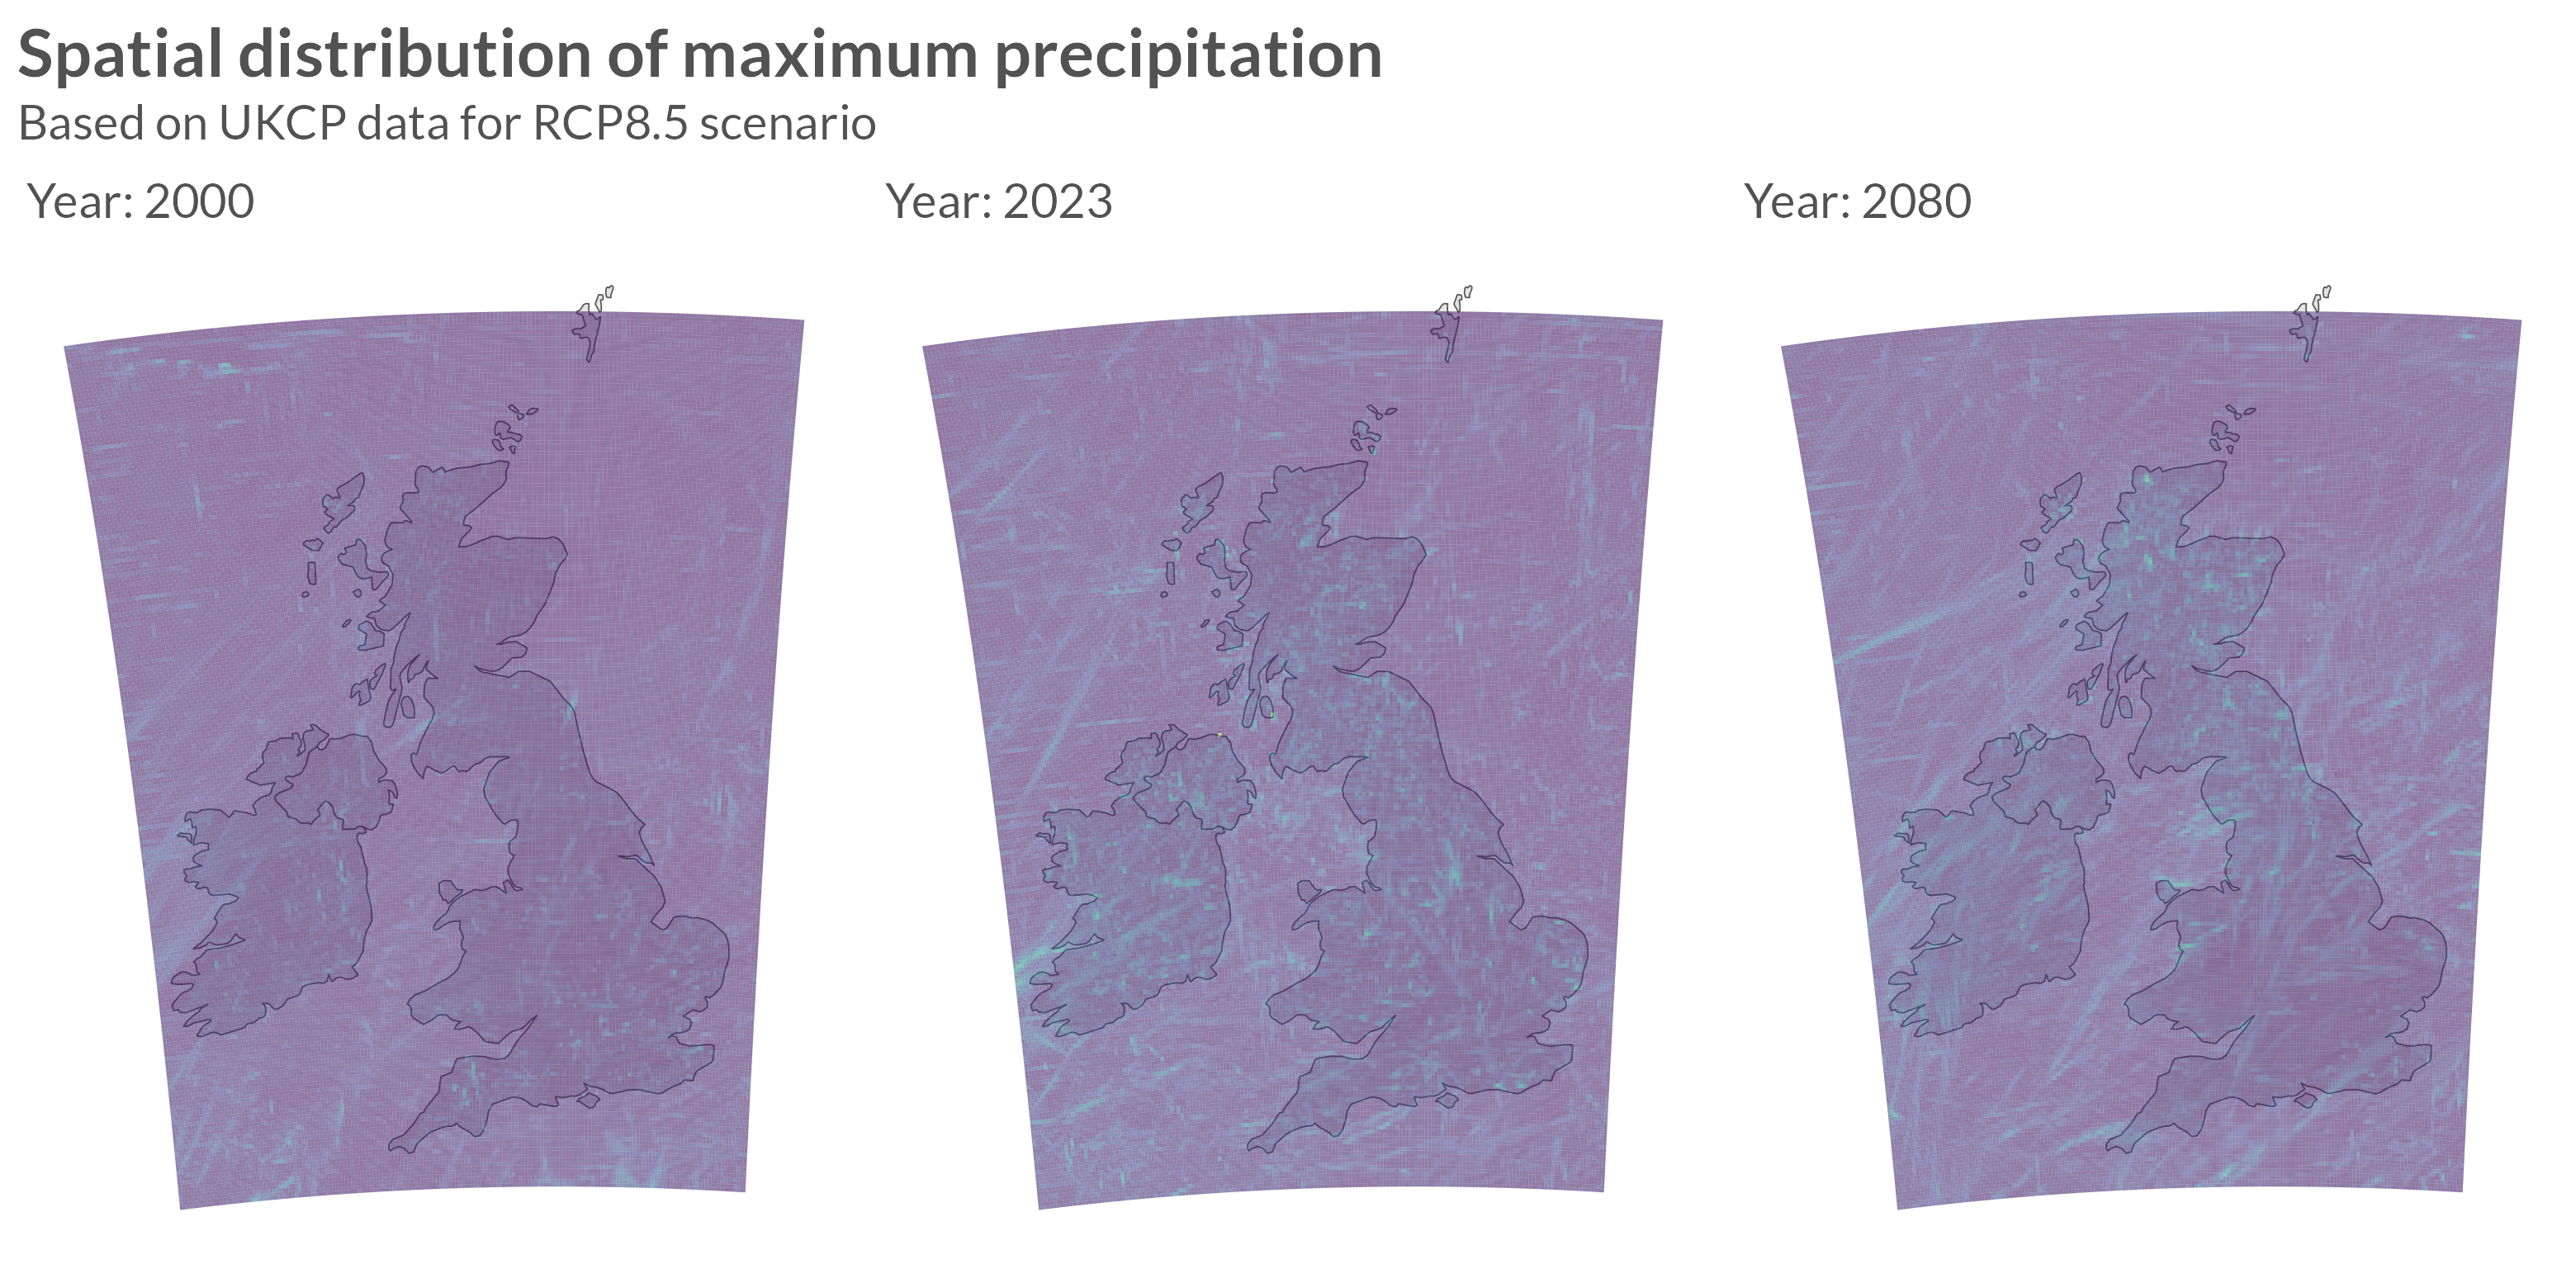 Spatial distribution of maximum precipitation
Based on UKCP data for RCP8.5 scenario
Year: 2000
Year: 2023
Year: 2080